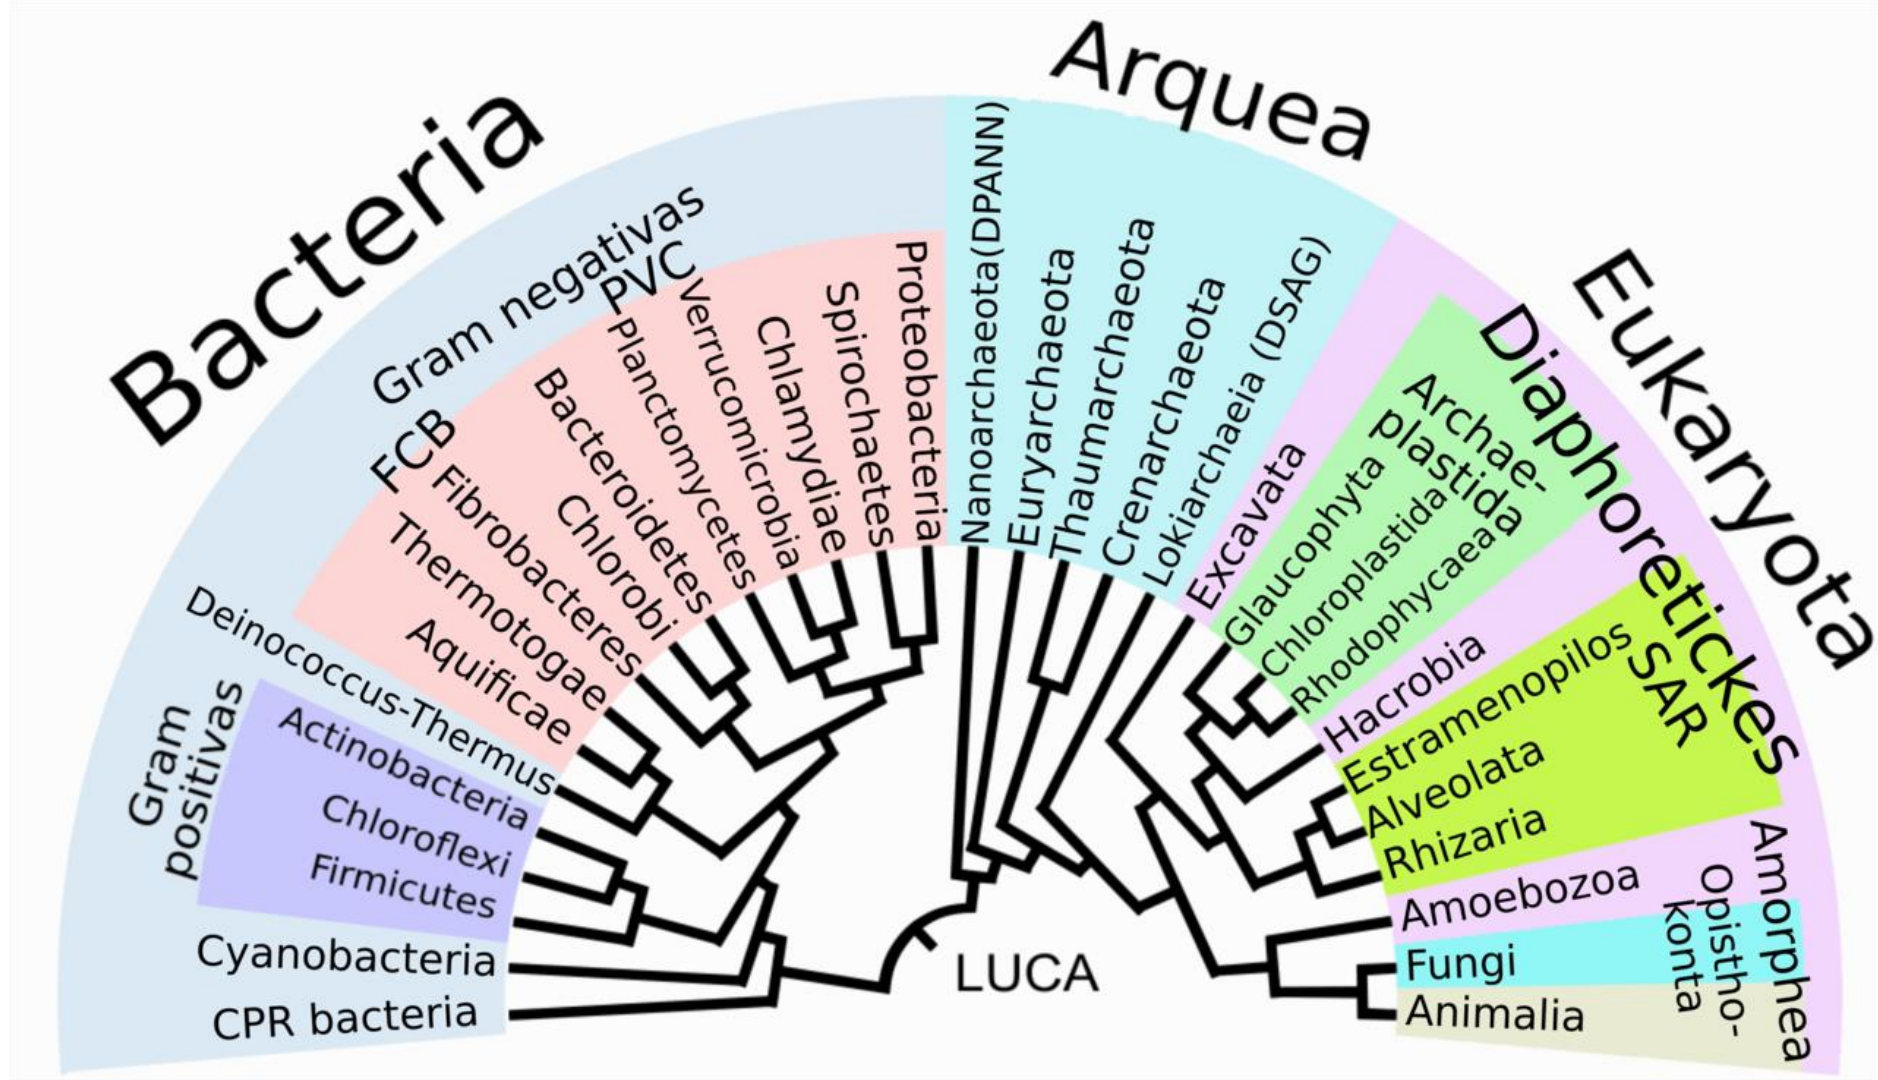 Bacteria
Arquea
Eukaryota
Gram negativas
PVC
FCB
Gram
positivas
CPR bacteria
Cyanobacteria
Firmicutes
Chloroflexi
Actinobacteria
Deinococcus-Thermus
Aquificae
Thermotogae
Fibrobacteres
Chlorobi
Bacteroidetes
Planctomycetes
Verrucomicrobia
Chlamydiae
Spirochaetes
Proteobacteria
Nanoarchaeota(DPANN)
Euryarchaeota
Thaumarchaeota
Crenarchaeota
Lokiarchaeia (DSAG)
Excavata
Diaphoretickes
Archae-
plastida
Glaucophyta
Chloroplastida
Rhodophycaea
Hacrobia
SAR
Estramenopilos
Alveolata
Rhizaria
Amorphea
Amoebozoa
Opistho-
konta
Fungi
Animalia
LUCA